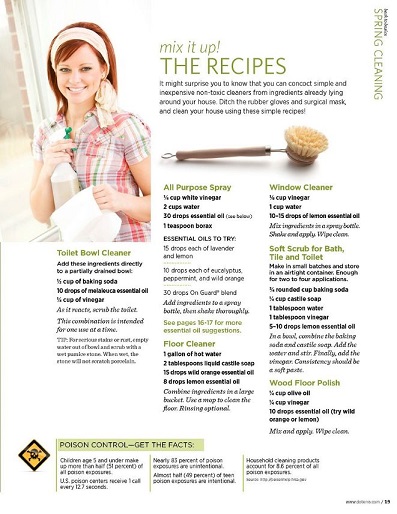 back to basics
SPRING CLEANING
mix it up!
THE RECIPES
It might surprise you to know that you can concoct simple and
inexpensive non-toxic cleaners from ingredients already lying
around your house. Ditch the rubber gloves and surgical mask,
and clean your house using these simple recipes!
Toilet Bowl Cleaner
Add these ingredients directly
to a partially drained bowl:
½ cup of baking soda
10 drops of melaleuca essential oil
½ cup of vinegar
As it reacts, scrub the toilet.
This combination is intended
for one use at a time.
TIP: For serious stains or rust, empty
water out of bowl and scrub with a
wet pumice stone. When wet, the
stone will not scratch porcelain.
All Purpose Spray
cup white vinegar
2 cups water
30 drops essential oil (see below)
1 teaspoon borax
ESSENTIAL OILS TO TRY:
15 drops each of lavender
and lemon
10 drops each of eucalyptus,
peppermint, and wild orange
30 drops On Guard® blend
Add ingredients to a spray
bottle, then shake thoroughly.
See pages 16-17 for more
essential oil suggestions.
Floor Cleaner
1 gallon of hot water
2 tablespoons liquid castile soap
15 drops wild orange essential oil
8 drops lemon essential oil
Combine ingredients in large
bucket. Use a mop to clean the
floor. Rinsing optional.
Window Cleaner
cup vinegar
1 cup water
10–15 drops of lemon essential oil
Mix ingredients in a spray bottle.
Shake and apply. Wipe clean.
Soft Scrub for Bath,
Tile and Toilet
Make in small batches and store
in an airtight container. Enough
for two to four applications.
¾ rounded cup baking soda
¼ cup castile soap
1 tablespoon water
1 tablespoon vinegar
5–10 drops lemon essential oil
In a bowl, combine the baking
soda and castile soap. Add the
water and stir. Finally, add the
vinegar. Consistency should be
a soft paste.
Wood Floor Polish
cup olive oil
¼ cup vinegar
10 drops essential oil (try wild
orange or lemon)
Mix and apply. Wipe clean.
POISON CONTROL—GET THE FACTS:
Children age 5 and under make
up more than half (51 percent) of
all poison exposures.
U.S. poison centers receive 1 call
every 12.7 seconds.
Nearly 83 percent of poison
exposures are unintentional.
Almost half (49 percent) of teen
poison exposures are intentional.
Household cleaning products
account for 8.6 percent of all
poison exposures.
www.doterra.com / 19